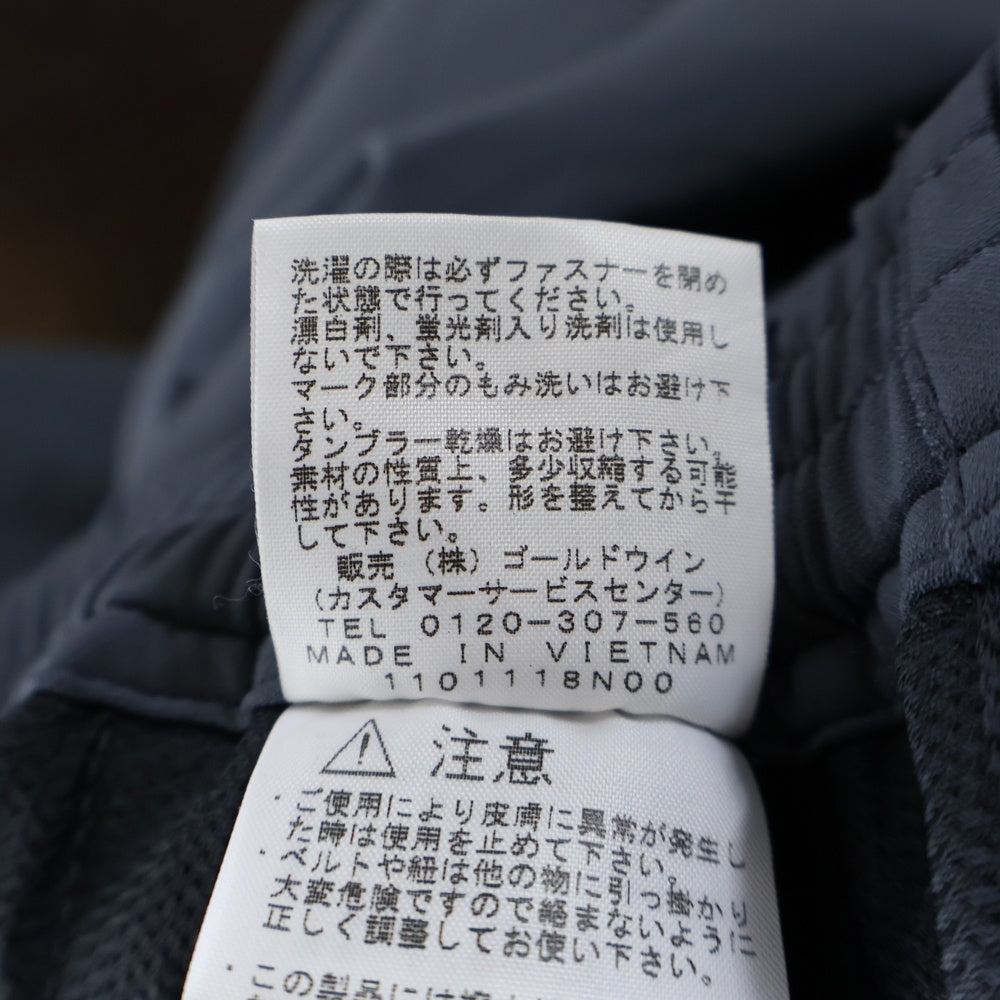 洗濯の際は必ずファスナーを閉め
た状態で行ってください。
漂白剤、蛍光剤入り洗剤は使用し
ないで下さい。
マーク部分のもみ洗いはお避け下
さい。
タンブラー乾燥はお避け下さい。
素材の性質上、多少収縮する可能
性があります。形を整えてから干
して下さい。
販売 (株) ゴールドウイン
(カスタマーサービスセンター)
TEL 0120-307-560
MADE IN VIETNAM
1101118N00
注意
・ご使用により皮膚に異常が発生し
た時は使用を止めて下さい。
・ベルトや紐は他の物に引っ掛かり
大変危険ですので絡まないように
正しく調整してお使い下さい。
・この製品には